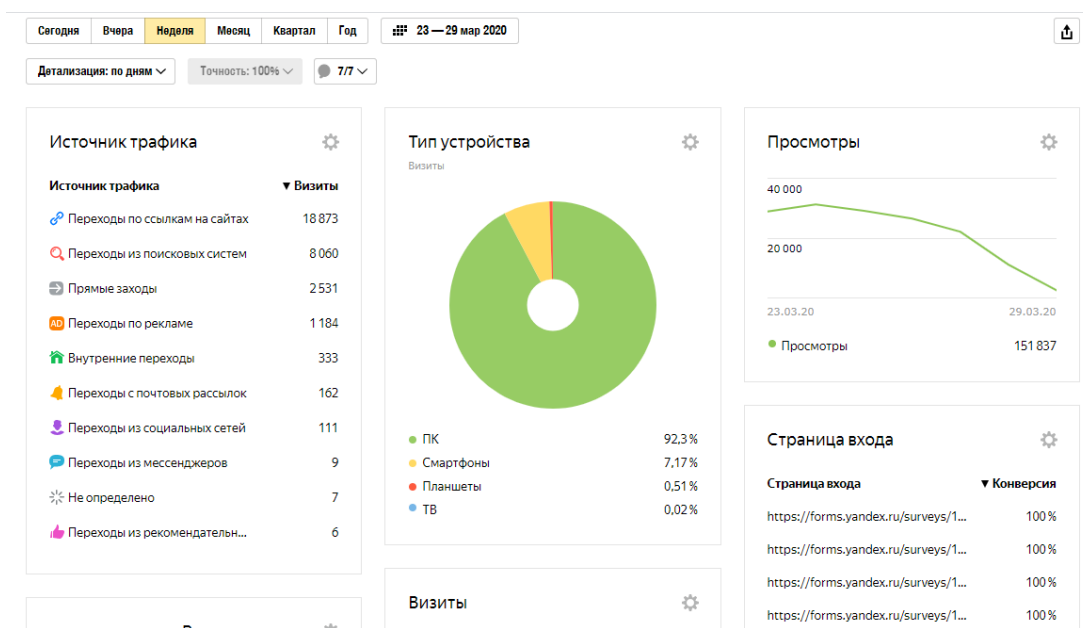 Сегодня Вчера Неделя Месяц Квартал Год 23 — 29 мар 2020
Детализация: по дням Точность: 100% 7/7
Источник трафика
Источник трафика ▼ Визиты
Переходы по ссылкам на сайтах 18 873
Переходы из поисковых систем 8 060
Прямые заходы 2 531
AD Переходы по рекламе 1 184
Внутренние переходы 333
Переходы с почтовых рассылок 162
Переходы из социальных сетей 111
Переходы из мессенджеров 9
Не определено 7
Переходы из рекомендательн... 6
Тип устройства
Визиты
ПК 92,3 %
Смартфоны 7,17 %
Планшеты 0,51 %
ТВ 0,02 %
Визиты
Просмотры
40 000
20 000
23.03.20 29.03.20
Просмотры 151 837
Страница входа
Страница входа ▼ Конверсия
https://forms.yandex.ru/surveys/1... 100 %
https://forms.yandex.ru/surveys/1... 100 %
https://forms.yandex.ru/surveys/1... 100 %
https://forms.yandex.ru/surveys/1... 100 %